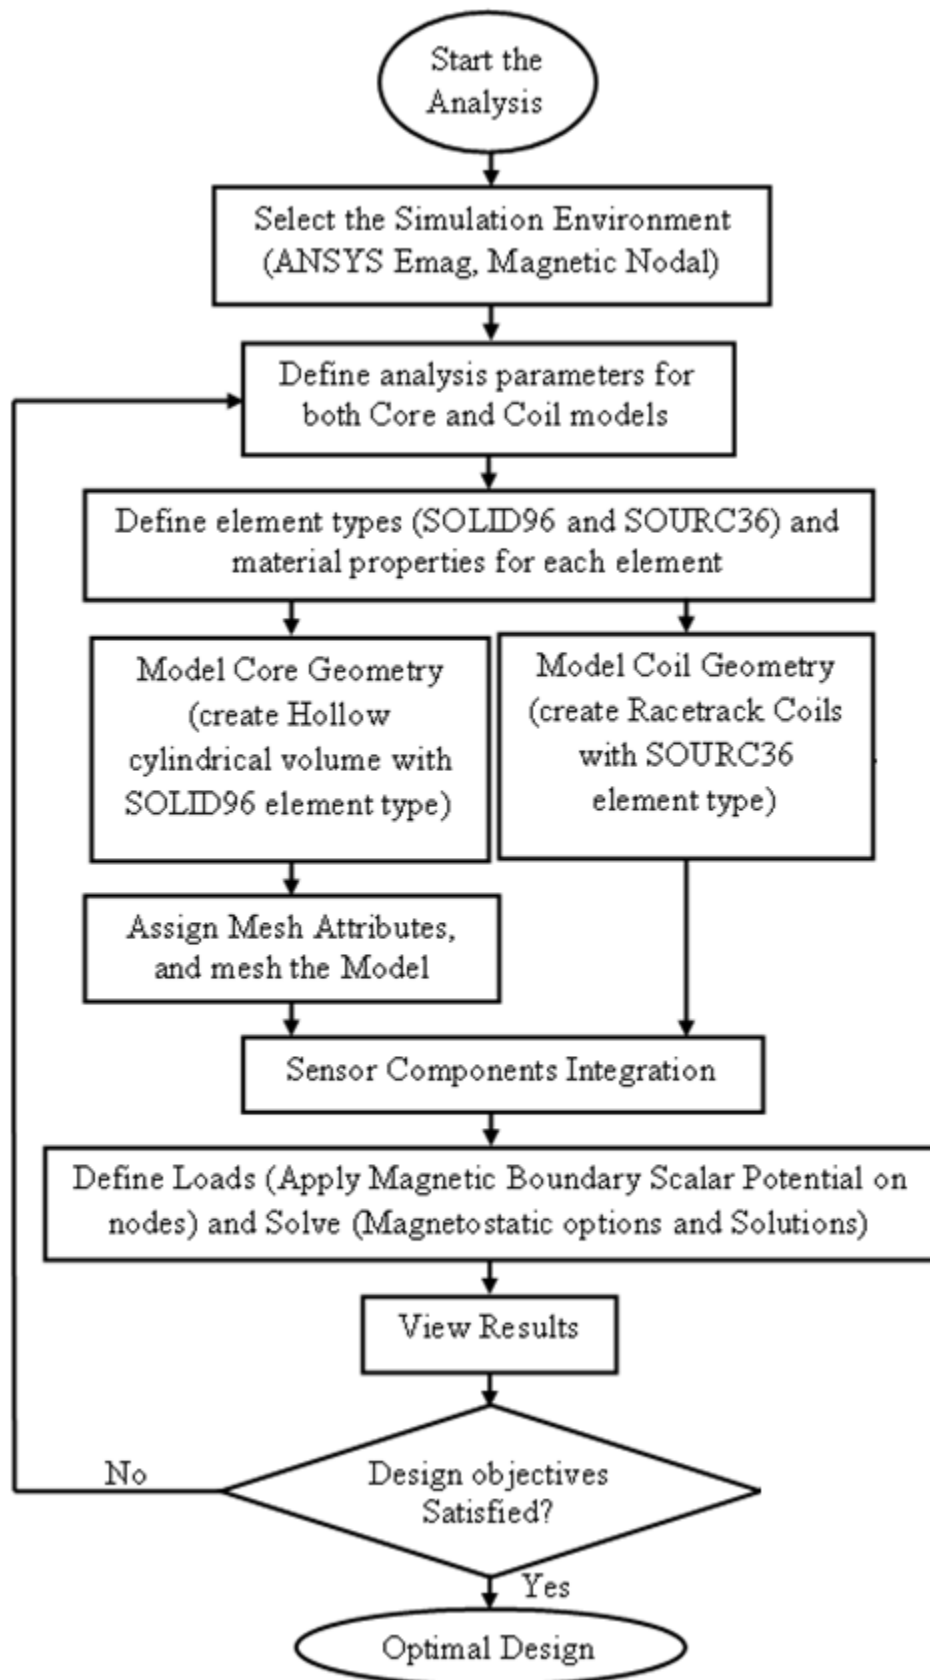 Start the
Analysis
Select the Simulation Environment
(ANSYS Emag, Magnetic Nodal)
Define analysis parameters for
both Core and Coil models
Define element types (SOLID96 and SOURC36) and
material properties for each element
Model Core Geometry
(create Hollow
cylindrical volume with
SOLID96 element type)
Model Coil Geometry
(create Racetrack Coils
with SOURC36
element type)
Assign Mesh Attributes,
and mesh the Model
Sensor Components Integration
Define Loads (Apply Magnetic Boundary Scalar Potential on
nodes) and Solve (Magnetostatic options and Solutions)
View Results
Design objectives
Satisfied?
No
Yes
Optimal Design